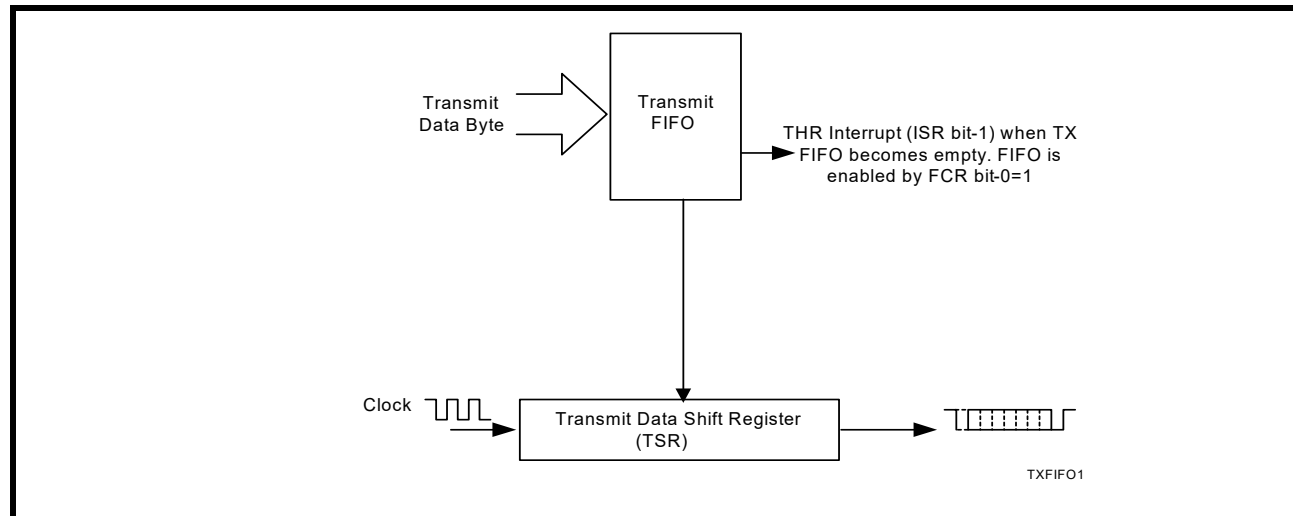 Transmit
Data Byte
Transmit
FIFO
THR Interrupt (ISR bit-1) when TX
FIFO becomes empty. FIFO is
enabled by FCR bit-0=1
Clock
Transmit Data Shift Register
(TSR)
TXFIFO1